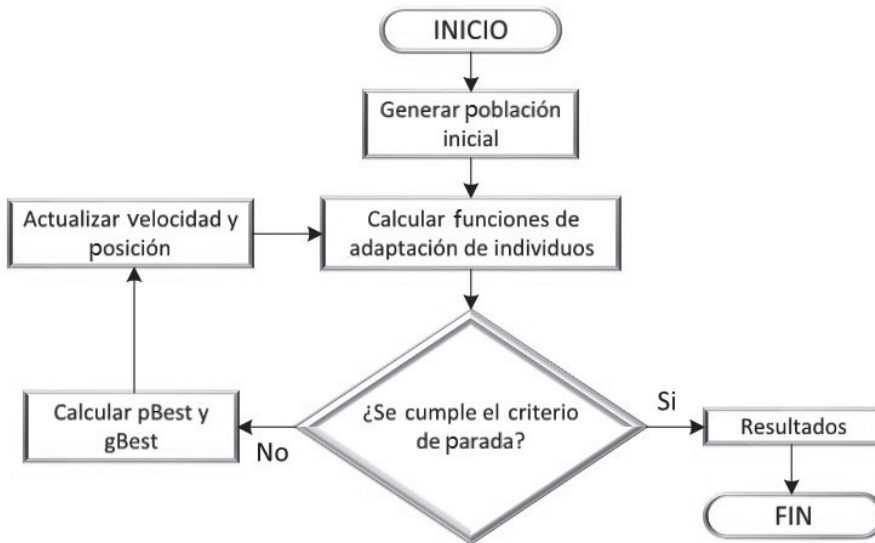 INICIO
Generar población
inicial
Actualizar velocidad y
posición
Calcular funciones de
adaptación de individuos
¿Se cumple el criterio
de parada?
Si
No
Calcular pBest y
gBest
Resultados
FIN